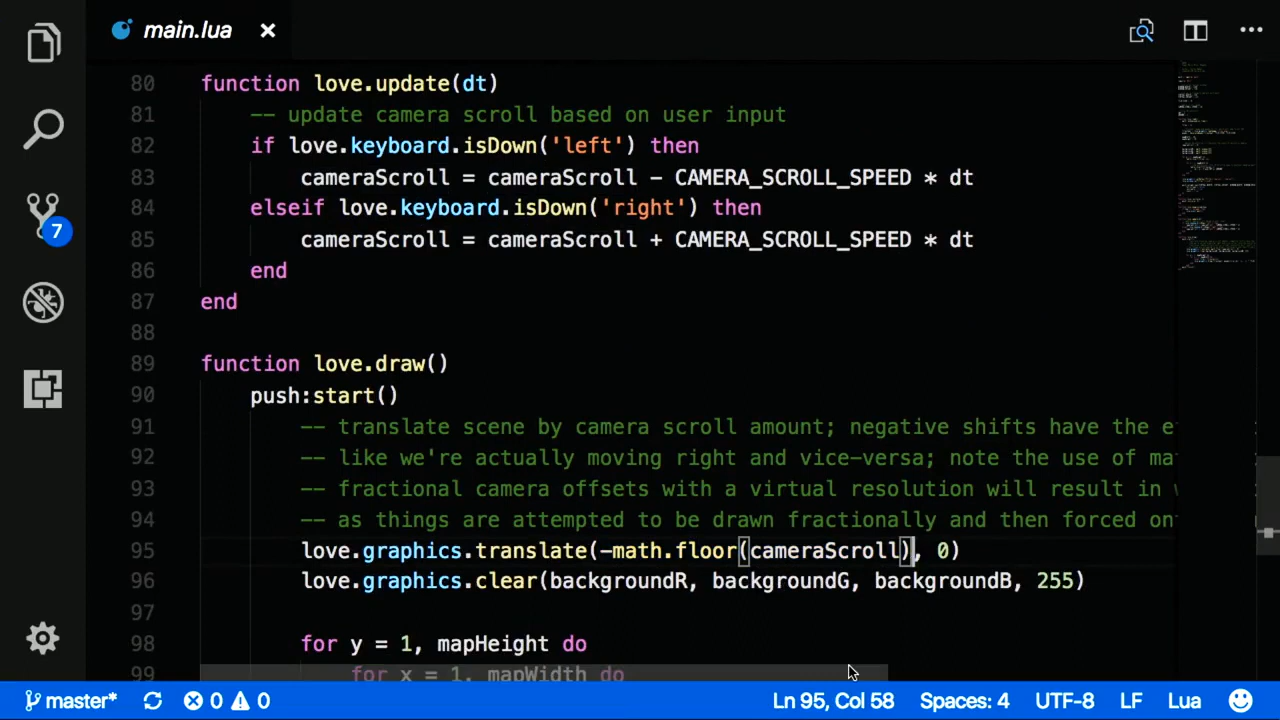 main.lua
80 function love.update(dt)
81 -- update camera scroll based on user input
82 if love.keyboard.isDown('left') then
83 cameraScroll = cameraScroll - CAMERA_SCROLL_SPEED * dt
84 elseif love.keyboard.isDown('right') then
85 cameraScroll = cameraScroll + CAMERA_SCROLL_SPEED * dt
86 end
87 end
88
89 function love.draw()
90 push:start()
91 -- translate scene by camera scroll amount; negative shifts have the e
92 -- like we're actually moving right and vice-versa; note the use of ma
93 -- fractional camera offsets with a virtual resolution will result in
94 -- as things are attempted to be drawn fractionally and then forced on
95 love.graphics.translate(-math.floor(cameraScroll), 0)
96 love.graphics.clear(backgroundR, backgroundG, backgroundB, 255)
97
98 for y = 1, mapHeight do
99 for x = 1, mapWidth do
7
master* 0 0 Ln 95, Col 58 Spaces: 4 UTF-8 LF Lua